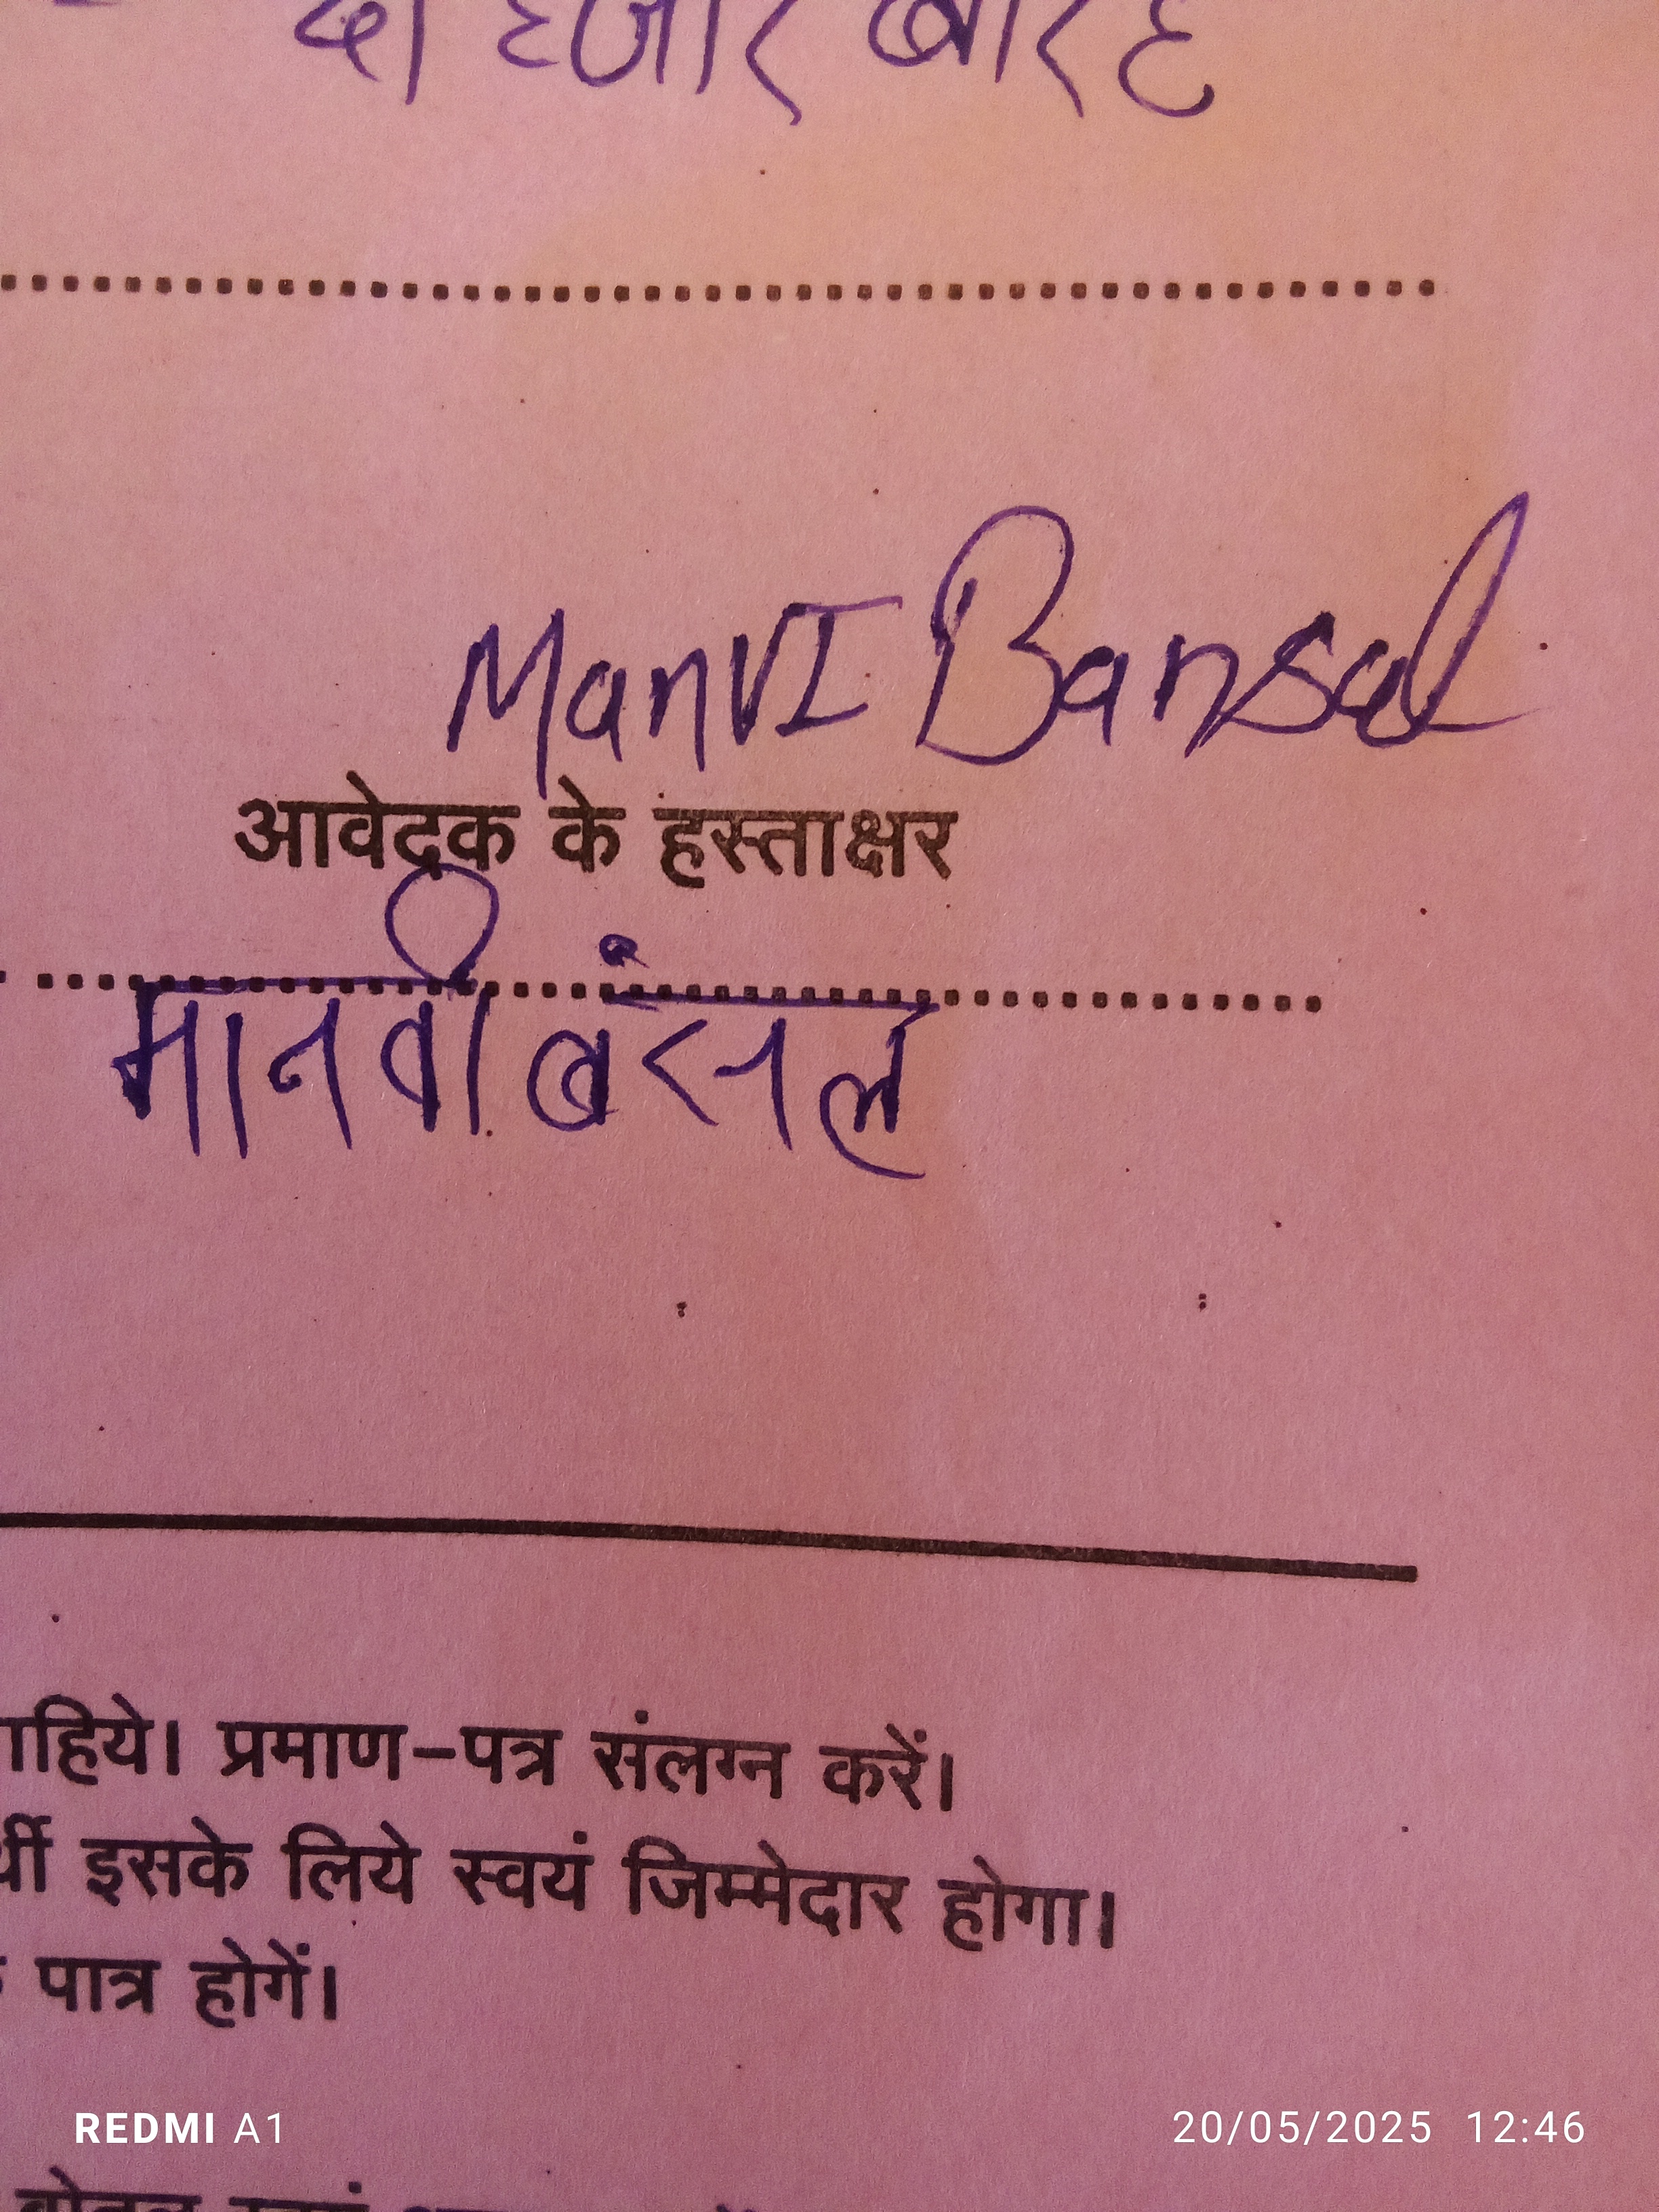 दो हजार बारह
ManVI Bansal
आवेदक के हस्ताक्षर
मानवी बंसल
ाहिये। प्रमाण-पत्र संलग्न करें।
र्थी इसके लिये स्वयं जिम्मेदार होगा।
पात्र होगें।
REDMI A1 20/05/2025 12:46